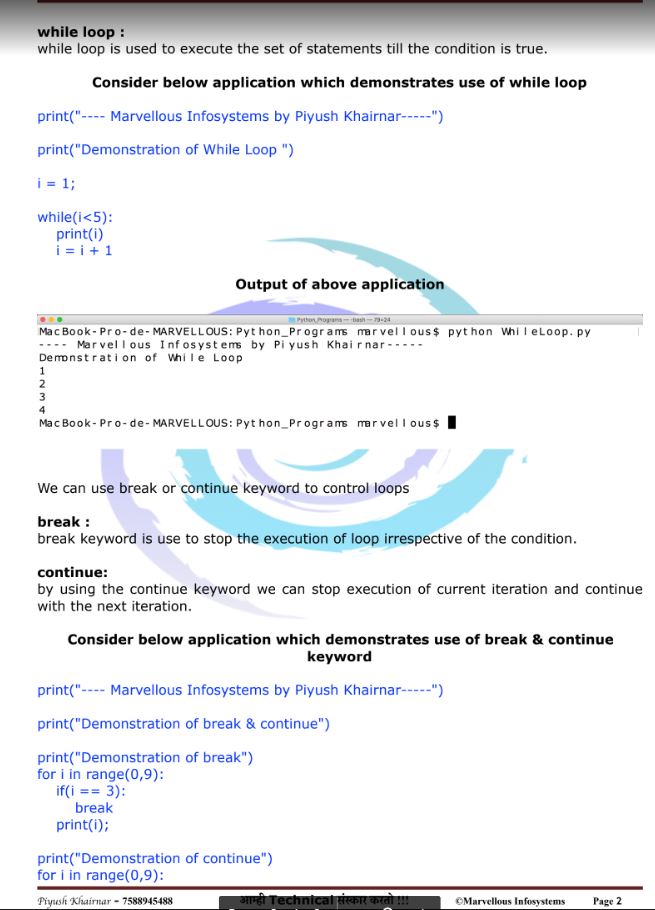 while loop :
while loop is used to execute the set of statements till the condition is true.
Consider below application which demonstrates use of while loop
print("---- Marvellous Infosystems by Piyush Khairnar-----")
print("Demonstration of While Loop ")
i = 1;
while(i<5):
print(i)
i = i + 1
Output of above application
Python_Programs — -bash — 79×24
MacBook-Pro-de-MARVELLOUS:Python_Programs marvellous$ python WhileLoop.py
---- Marvellous Infosystems by Piyush Khairnar-----
Demonstration of While Loop
1
2
3
4
MacBook-Pro-de-MARVELLOUS:Python_Programs marvellous$
We can use break or continue keyword to control loops
break :
break keyword is use to stop the execution of loop irrespective of the condition.
continue:
by using the continue keyword we can stop execution of current iteration and continue
with the next iteration.
Consider below application which demonstrates use of break & continue
keyword
print("---- Marvellous Infosystems by Piyush Khairnar-----")
print("Demonstration of break & continue")
print("Demonstration of break")
for i in range(0,9):
if(i == 3):
break
print(i);
print("Demonstration of continue")
for i in range(0,9):
Piyush Khairnar - 7588945488 आम्ही Technical संस्कार करतो !!! ©Marvellous Infosystems Page 2